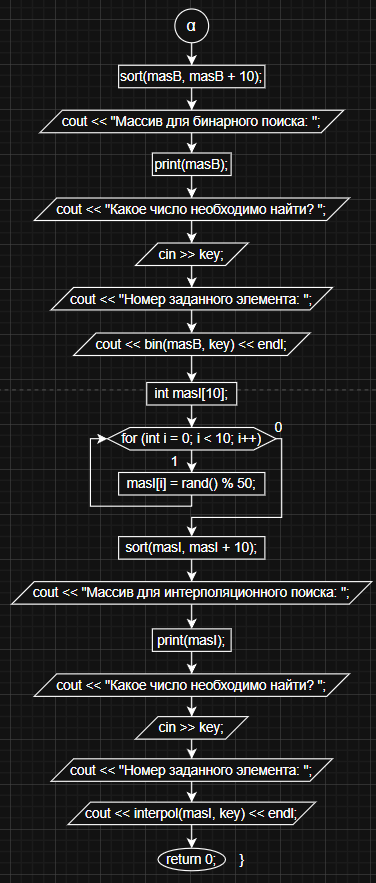 α
sort(masB, masB + 10);
cout << "Массив для бинарного поиска: ";
print(masB);
cout << "Какое число необходимо найти? ";
cin >> key;
cout << "Номер заданного элемента: ";
cout << bin(masB, key) << endl;
int masI[10];
for (int i = 0; i < 10; i++)
0
1
masI[i] = rand() % 50;
sort(masI, masI + 10);
cout << "Массив для интерполяционного поиска: ";
print(masI);
cout << "Какое число необходимо найти? ";
cin >> key;
cout << "Номер заданного элемента: ";
cout << interpol(masI, key) << endl;
return 0; }